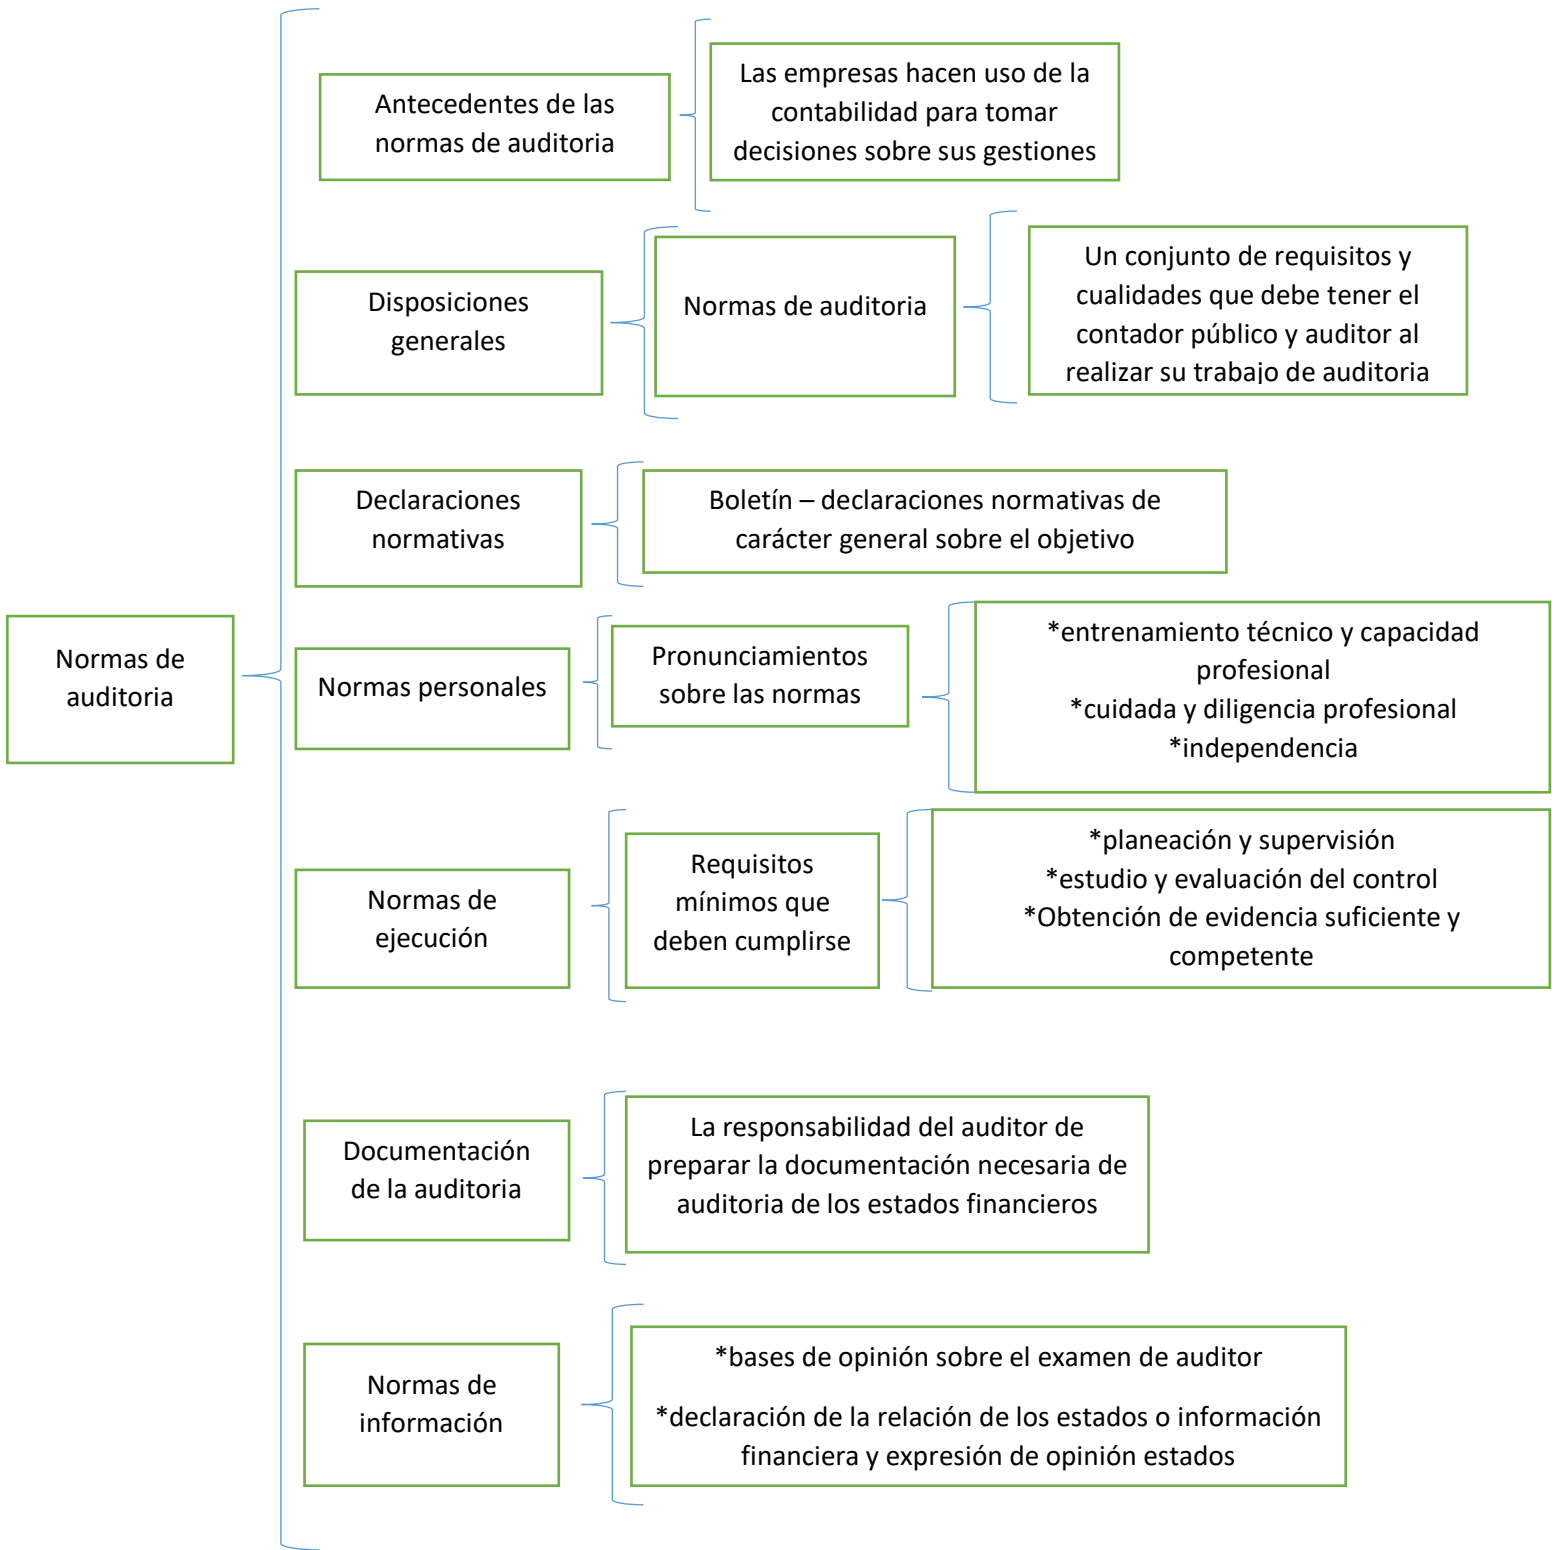 Antecedentes de las
normas de auditoria
Las empresas hacen uso de la
contabilidad para tomar
decisiones sobre sus gestiones
Disposiciones
generales
Normas de auditoria
Un conjunto de requisitos y
cualidades que debe tener el
contador público y auditor al
realizar su trabajo de auditoria
Declaraciones
normativas
Boletín – declaraciones normativas de
carácter general sobre el objetivo
Normas de
auditoria
Normas personales
Pronunciamientos
sobre las normas
*entrenamiento técnico y capacidad
profesional
*cuidada y diligencia profesional
*independencia
Normas de
ejecución
Requisitos
mínimos que
deben cumplirse
*planeación y supervisión
*estudio y evaluación del control
*Obtención de evidencia suficiente y
competente
Documentación
de la auditoria
La responsabilidad del auditor de
preparar la documentación necesaria de
auditoria de los estados financieros
Normas de
información
*bases de opinión sobre el examen de auditor
*declaración de la relación de los estados o información
financiera y expresión de opinión estados